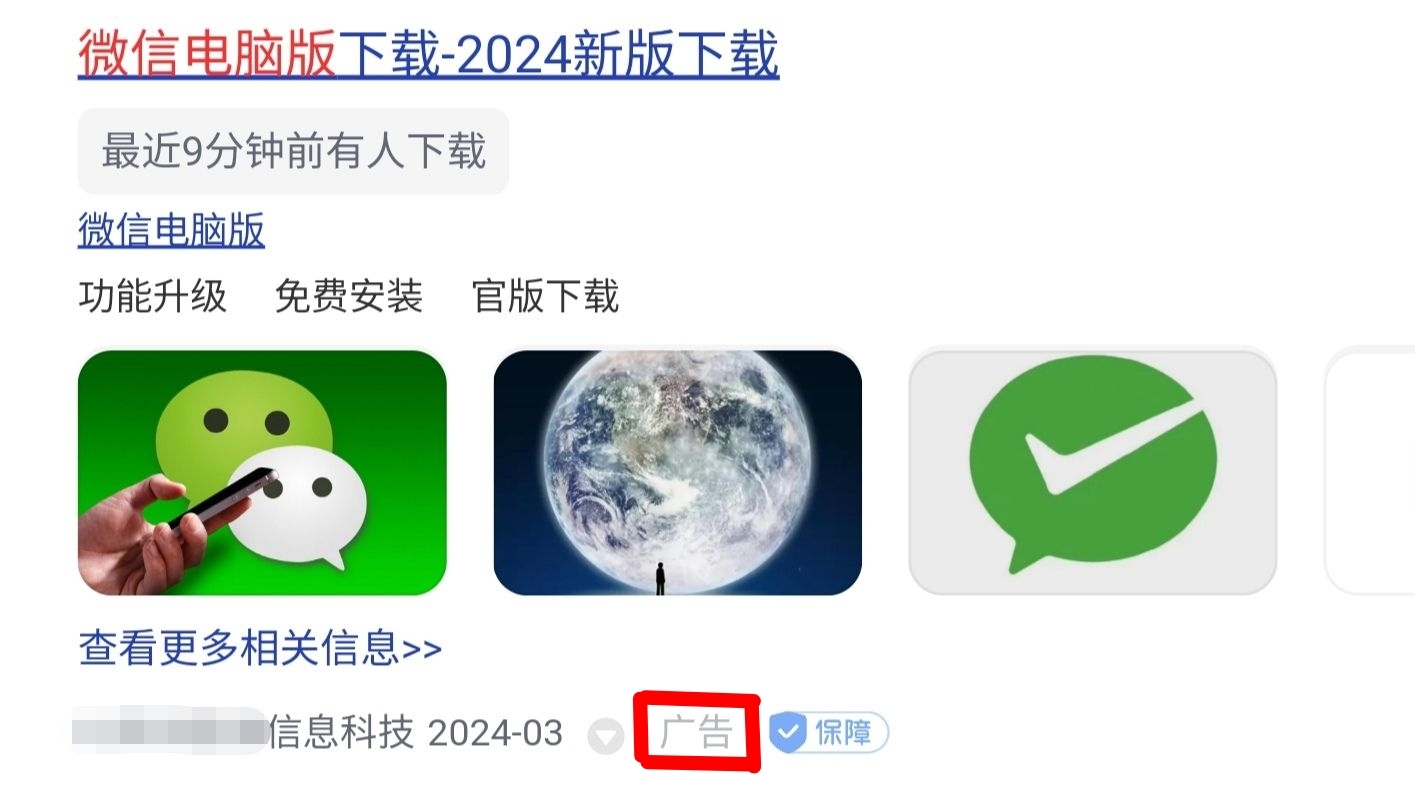 微信电脑版下载-2024新版下载
最近9分钟前有人下载
微信电脑版
功能升级 免费安装 官版下载
查看更多相关信息>>
信息科技 2024-03 广告 保障